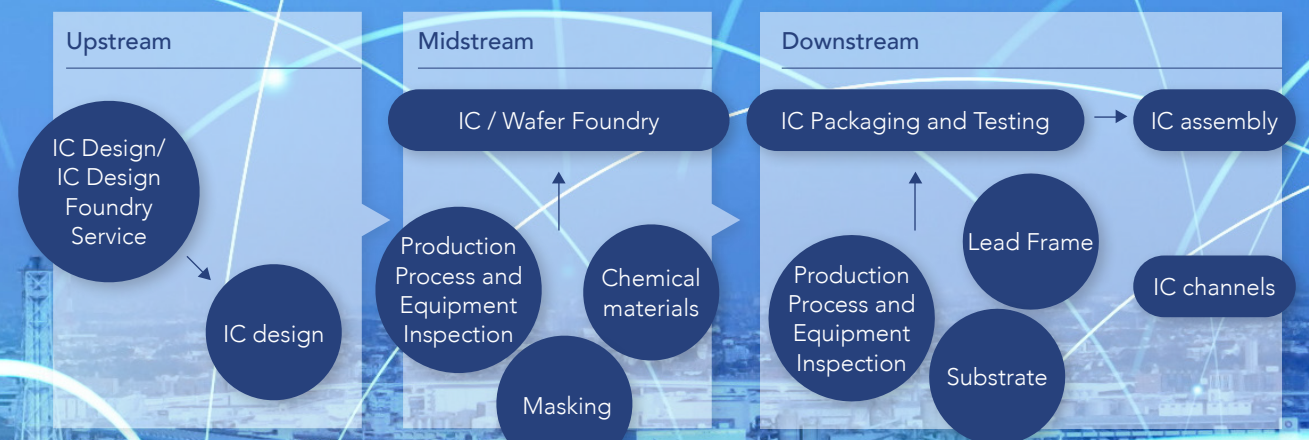 Upstream
IC Design/
IC Design
Foundry
Service
IC design
Midstream
IC / Wafer Foundry
Production
Process and
Equipment
Inspection
Chemical
materials
Masking
Downstream
IC Packaging and Testing
IC assembly
Production
Process and
Equipment
Inspection
Lead Frame
Substrate
IC channels